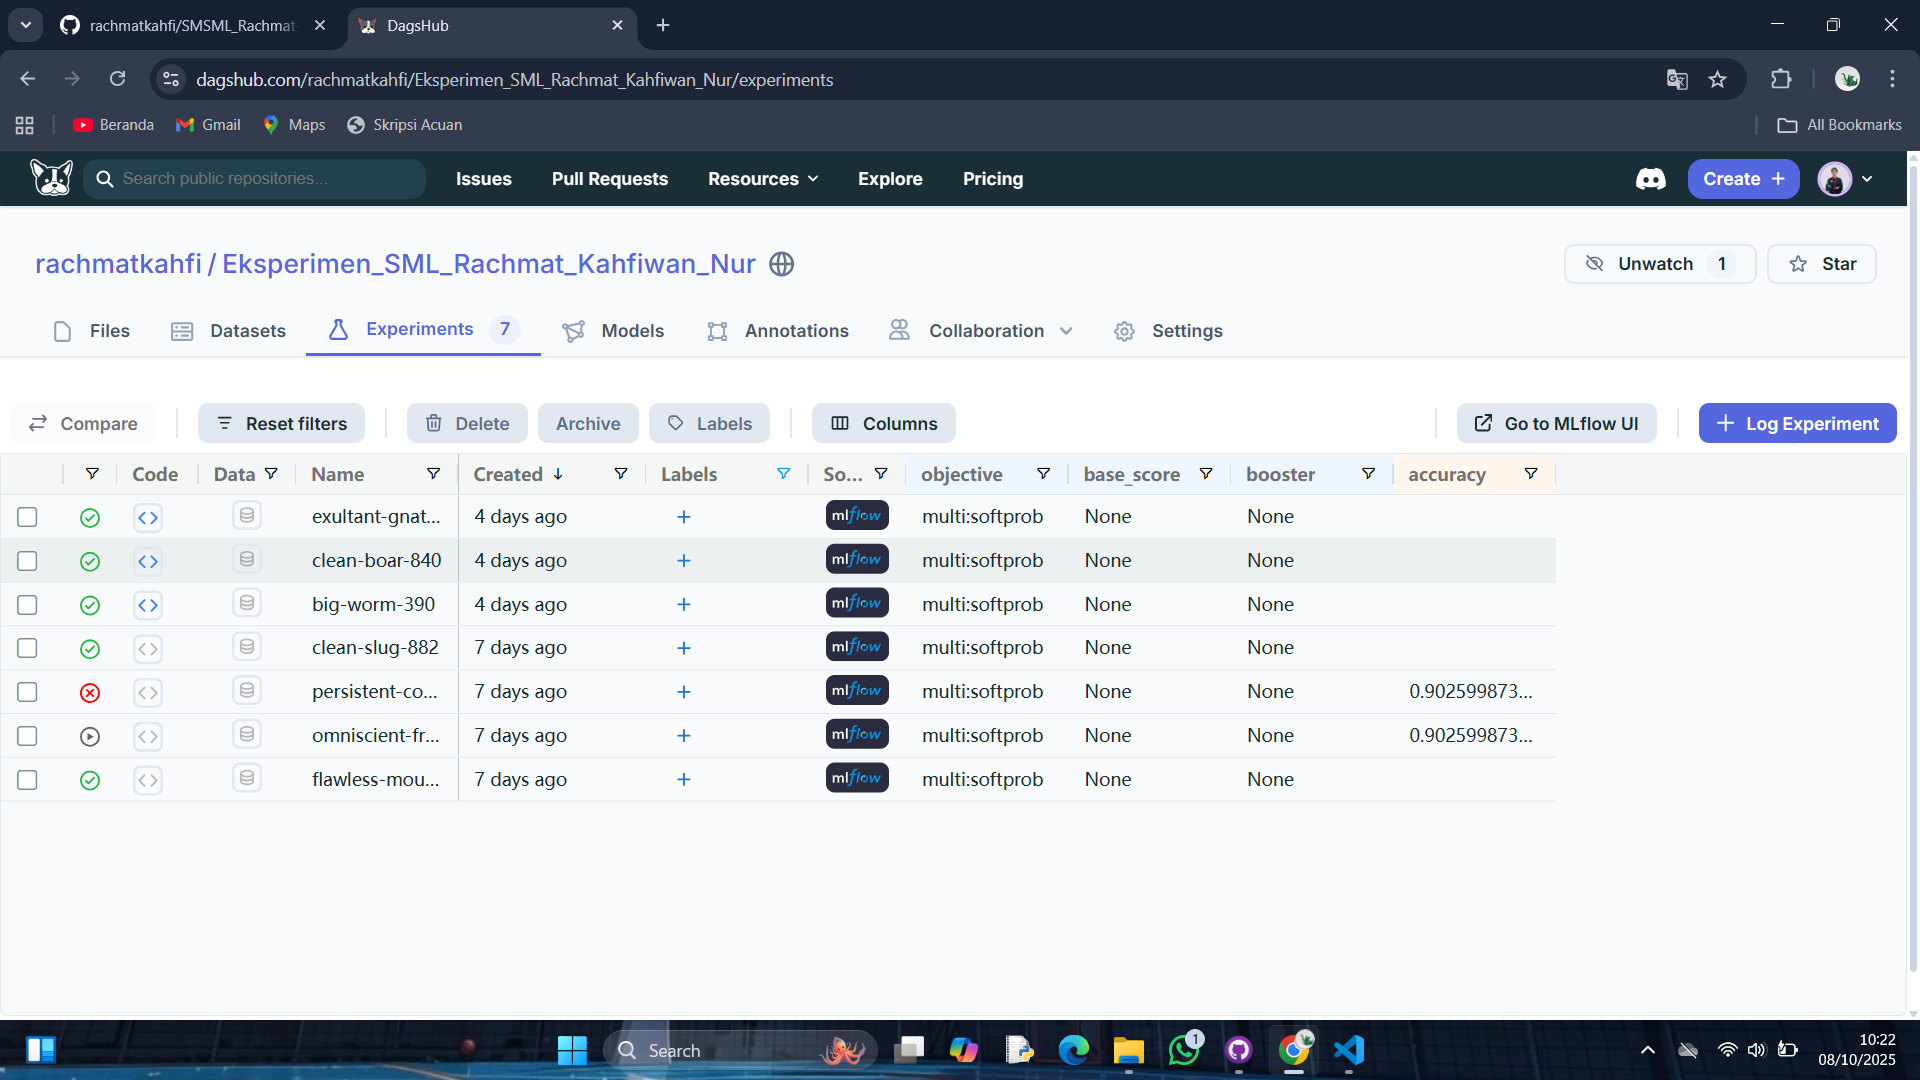 rachmatkahfi/SMSML_Rachmat-
DagsHub
dagshub.com/rachmatkahfi/Eksperimen_SML_Rachmat_Kahfiwan_Nur/experiments
Beranda Gmail Maps Skripsi Acuan All Bookmarks
Search public repositories... Issues Pull Requests Resources Explore Pricing Create +
rachmatkahfi / Eksperimen_SML_Rachmat_Kahfiwan_Nur Unwatch 1 Star
Files Datasets Experiments 7 Models Annotations Collaboration Settings
Compare Reset filters Delete Archive Labels Columns Go to MLflow UI + Log Experiment
Code Data Name Created ↓ Labels So... objective base_score booster accuracy
exultant-gnat... 4 days ago + mlflow multi:softprob None None
clean-boar-840 4 days ago + mlflow multi:softprob None None
big-worm-390 4 days ago + mlflow multi:softprob None None
clean-slug-882 7 days ago + mlflow multi:softprob None None
persistent-co... 7 days ago + mlflow multi:softprob None None 0.902599873...
omniscient-fr... 7 days ago + mlflow multi:softprob None None 0.902599873...
flawless-mou... 7 days ago + mlflow multi:softprob None None
Search
1
10:22
08/10/2025